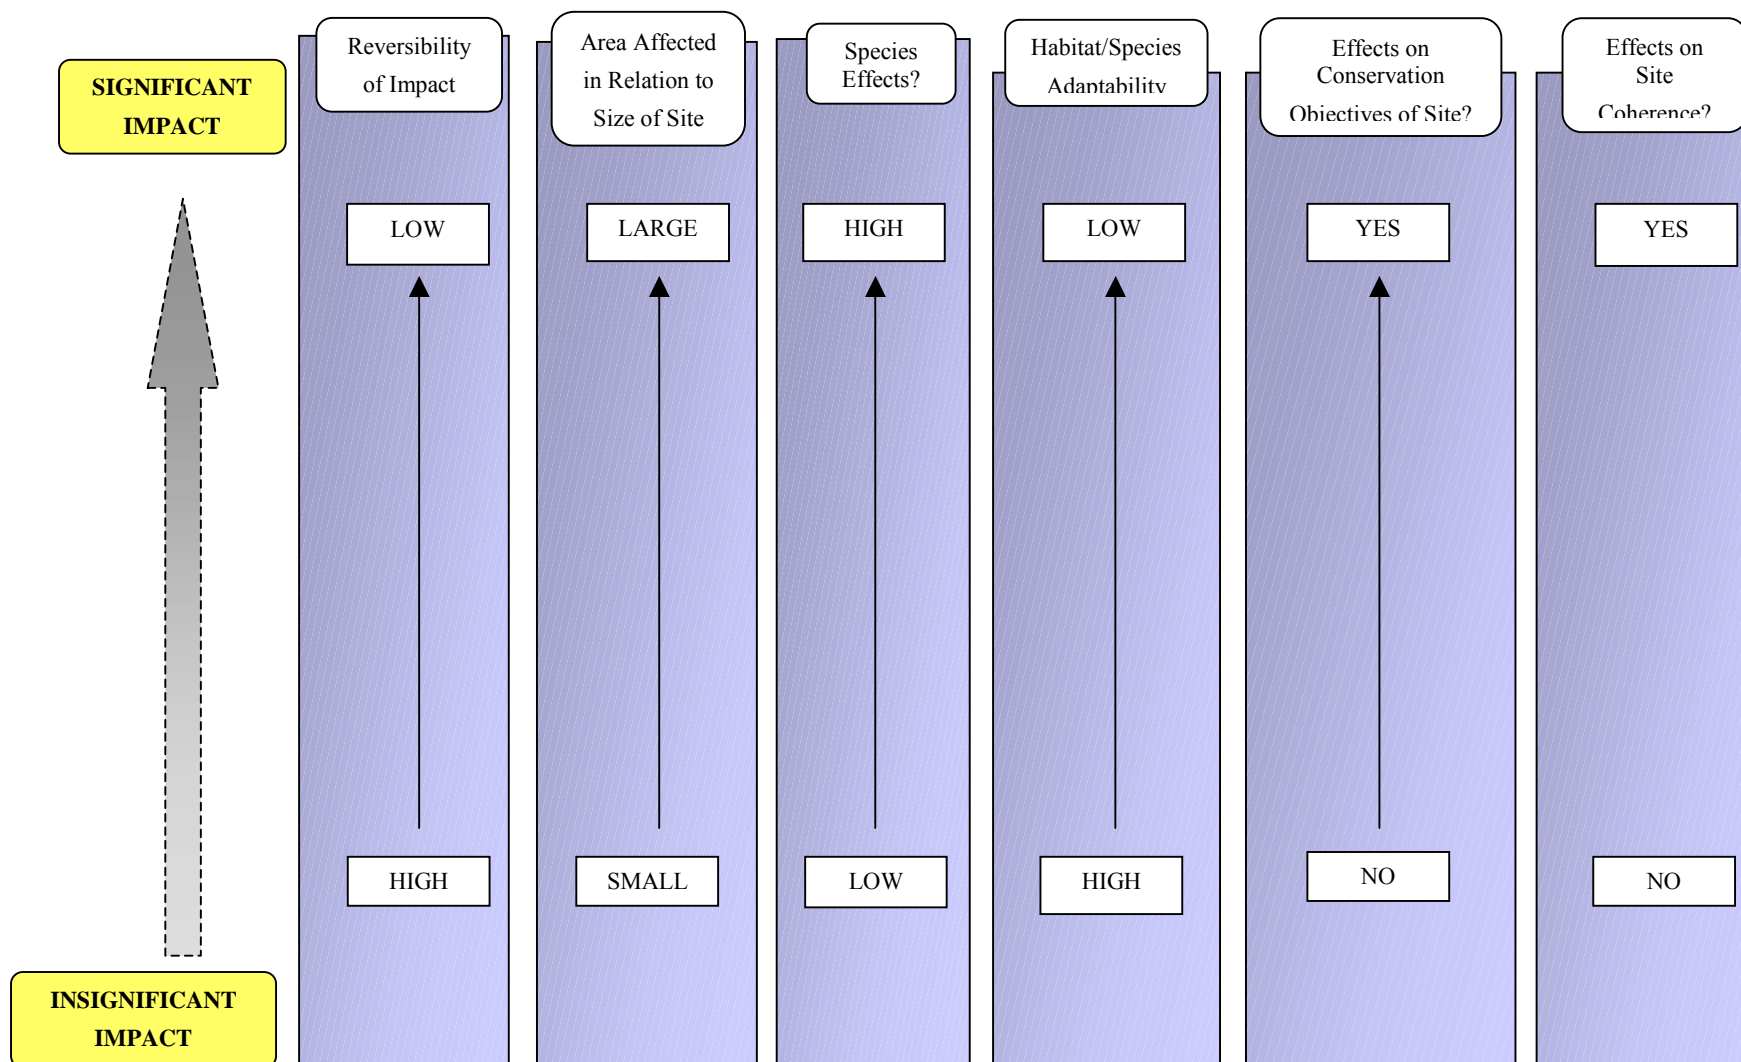 SIGNIFICANT
IMPACT
Reversibility
of Impact
Area Affected
in Relation to
Size of Site
Species
Effects?
Habitat/Species
Adaptability
Effects on
Conservation
Objectives of Site?
Effects on
Site
Coherence?
LOW
LARGE
HIGH
LOW
YES
YES
HIGH
SMALL
LOW
HIGH
NO
NO
INSIGNIFICANT
IMPACT